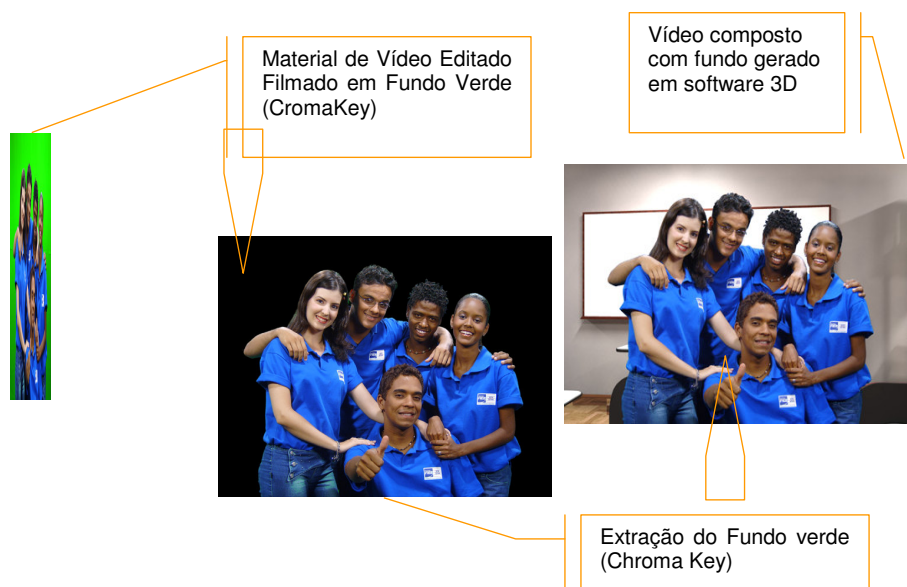 Material de Vídeo Editado
Filmado em Fundo Verde
(CromaKey)
Vídeo composto
com fundo gerado
em software 3D
Extração do Fundo verde
(Chroma Key)